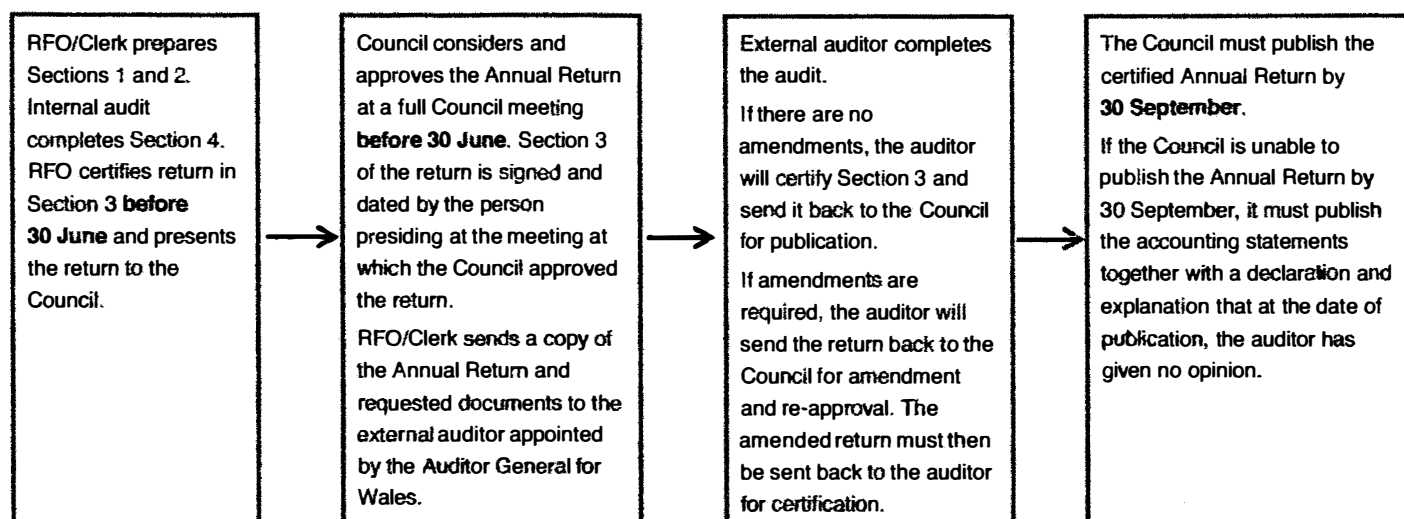 RFO/Clerk prepares
Sections 1 and 2.
Internal audit
completes Section 4.
RFO certifies return in
Section 3 before
30 June and presents
the return to the
Council.
Council considers and
approves the Annual Return
at a full Council meeting
before 30 June. Section 3
of the return is signed and
dated by the person
presiding at the meeting at
which the Council approved
the return.
RFO/Clerk sends a copy of
the Annual Return and
requested documents to the
external auditor appointed
by the Auditor General for
Wales.
External auditor completes
the audit.
If there are no
amendments, the auditor
will certify Section 3 and
send it back to the Council
for publication.
If amendments are
required, the auditor will
send the return back to the
Council for amendment
and re-approval. The
amended return must then
be sent back to the auditor
for certification.
The Council must publish the
certified Annual Return by
30 September.
If the Council is unable to
publish the Annual Return by
30 September, it must publish
the accounting statements
together with a declaration and
explanation that at the date of
publication, the auditor has
given no opinion.